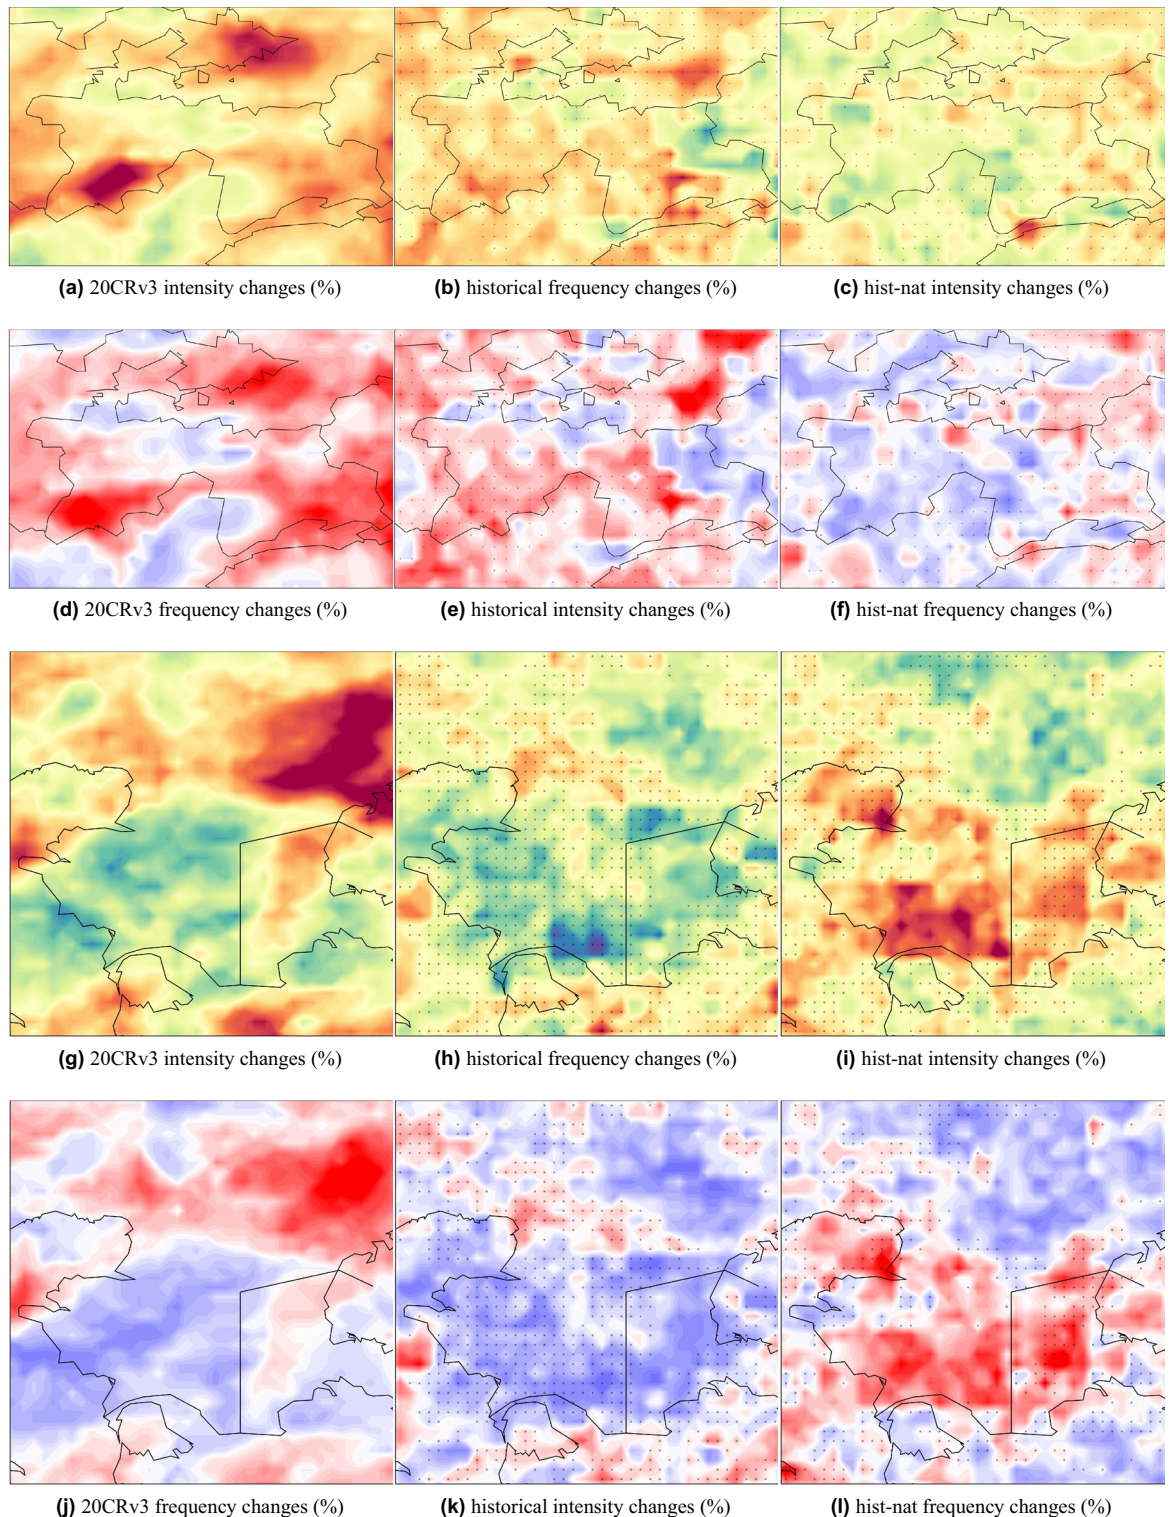 (a) 20CRv3 intensity changes (%)
(b) historical frequency changes (%)
(c) hist-nat intensity changes (%)
(d) 20CRv3 frequency changes (%)
(e) historical intensity changes (%)
(f) hist-nat frequency changes (%)
(g) 20CRv3 intensity changes (%)
(h) historical frequency changes (%)
(i) hist-nat intensity changes (%)
(j) 20CRv3 frequency changes (%)
(k) historical intensity changes (%)
(l) hist-nat frequency changes (%)